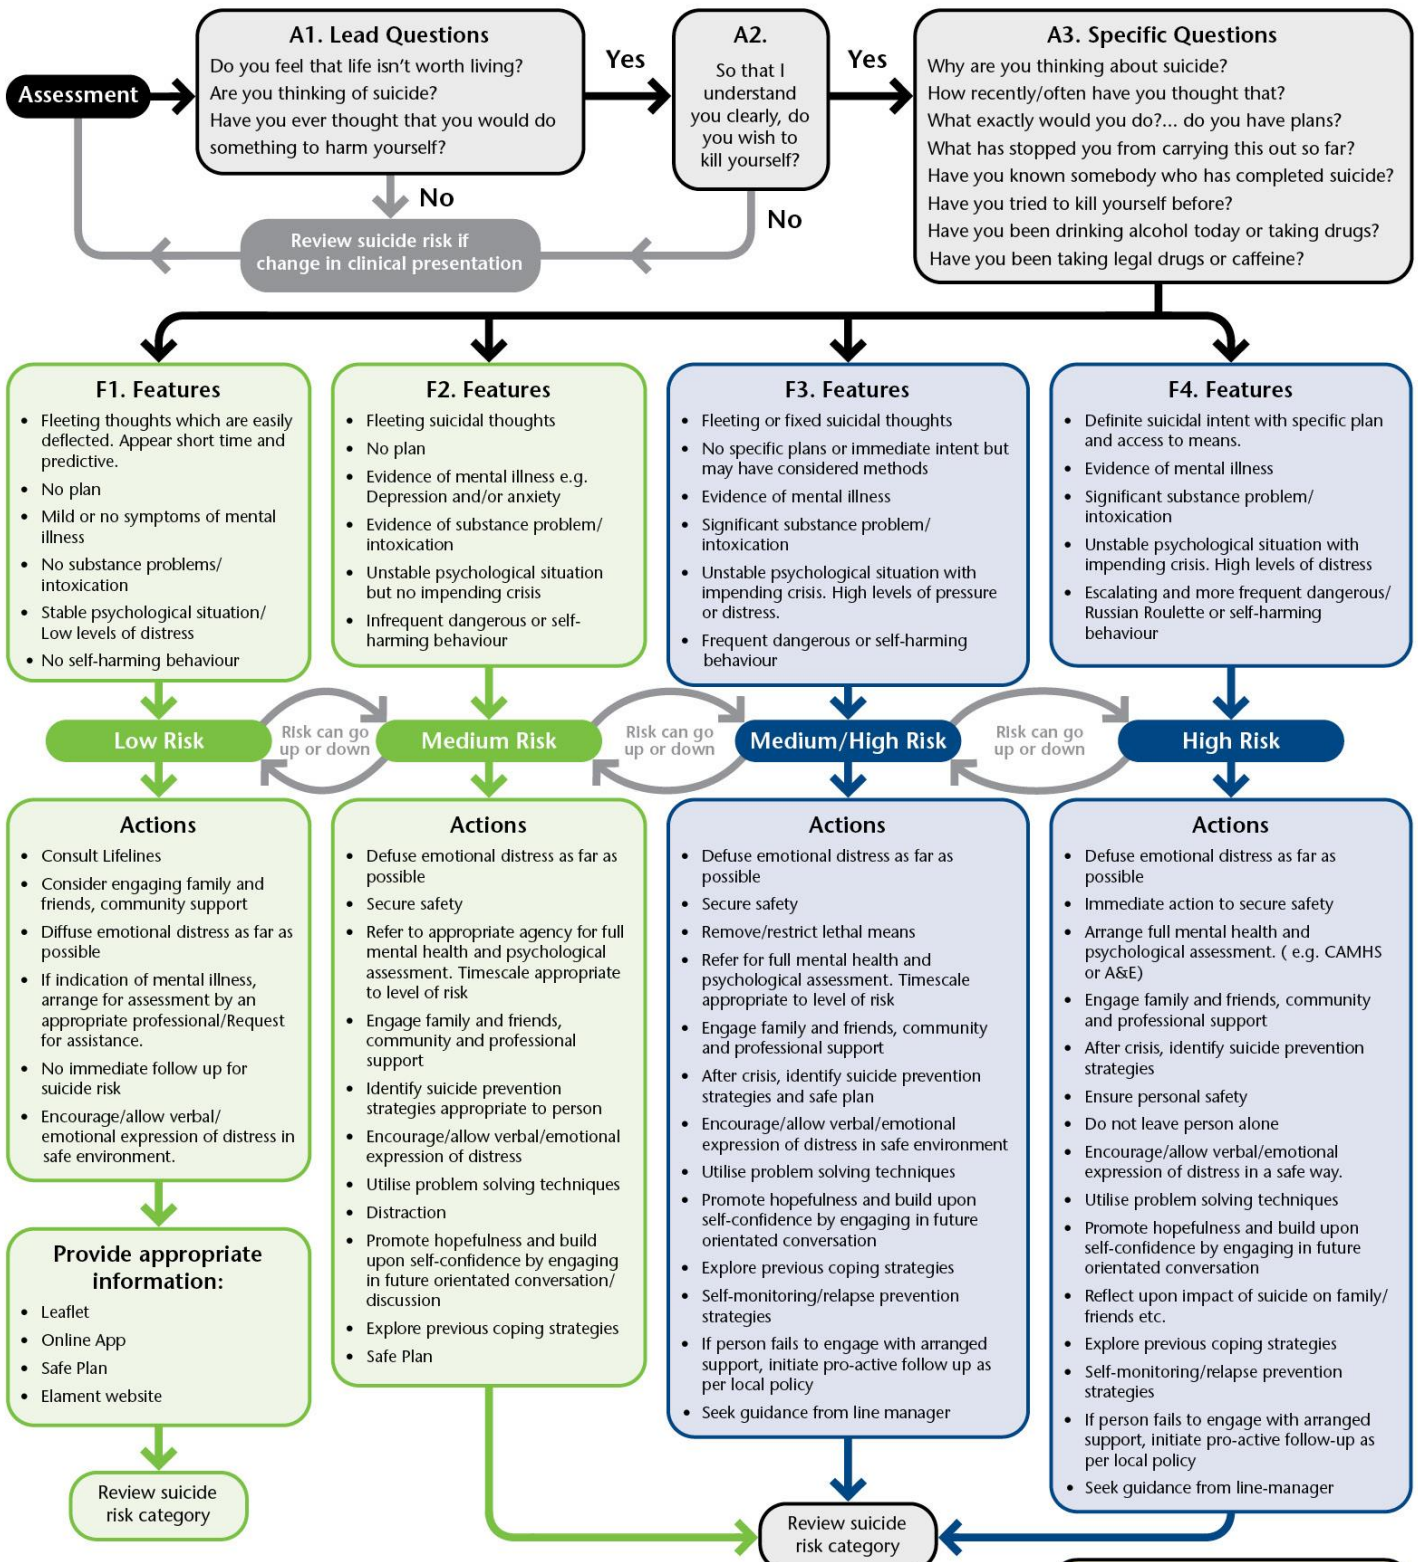 Assessment
A1. Lead Questions
Do you feel that life isn't worth living?
Are you thinking of suicide?
Have you ever thought that you would do
something to harm yourself?
Yes
A2.
So that I
understand
you clearly, do
you wish to
kill yourself?
Yes
A3. Specific Questions
Why are you thinking about suicide?
How recently/often have you thought that?
What exactly would you do?... do you have plans?
What has stopped you from carrying this out so far?
Have you known somebody who has completed suicide?
Have you tried to kill yourself before?
Have you been drinking alcohol today or taking drugs?
Have you been taking legal drugs or caffeine?
No
No
Review suicide risk if
change in clinical presentation
F1. Features
• Fleeting thoughts which are easily
deflected. Appear short time and
predictive.
• No plan
• Mild or no symptoms of mental
illness
• No substance problems/
intoxication
• Stable psychological situation/
Low levels of distress
• No self-harming behaviour
F2. Features
• Fleeting suicidal thoughts
• No plan
• Evidence of mental illness e.g.
Depression and/or anxiety
• Evidence of substance problem/
intoxication
• Unstable psychological situation
but no impending crisis
• Infrequent dangerous or self-
harming behaviour
F3. Features
• Fleeting or fixed suicidal thoughts
• No specific plans or immediate intent but
may have considered methods
• Evidence of mental illness
• Significant substance problem/
intoxication
• Unstable psychological situation with
impending crisis. High levels of pressure
or distress.
• Frequent dangerous or self-harming
behaviour
F4. Features
• Definite suicidal intent with specific plan
and access to means.
• Evidence of mental illness
• Significant substance problem/
intoxication
• Unstable psychological situation with
impending crisis. High levels of distress
• Escalating and more frequent dangerous/
Russian Roulette or self-harming
behaviour
Low Risk
Risk can go
up or down
Medium Risk
Risk can go
up or down
Medium/High Risk
Risk can go
up or down
High Risk
Actions
• Consult Lifelines
• Consider engaging family and
friends, community support
• Diffuse emotional distress as far as
possible
• If indication of mental illness,
arrange for assessment by an
appropriate professional/Request
for assistance.
• No immediate follow up for
suicide risk
• Encourage/allow verbal/
emotional expression of distress in
safe environment.
Provide appropriate
information:
• Leaflet
• Online App
• Safe Plan
• Elament website
Review suicide
risk category
Actions
• Defuse emotional distress as far as
possible
• Secure safety
• Refer to appropriate agency for full
mental health and psychological
assessment. Timescale appropriate
to level of risk
• Engage family and friends,
community and professional
support
• Identify suicide prevention
strategies appropriate to person
• Encourage/allow verbal/emotional
expression of distress
• Utilise problem solving techniques
• Distraction
• Promote hopefulness and build
upon self-confidence by engaging
in future orientated conversation/
discussion
• Explore previous coping strategies
• Safe Plan
Actions
• Defuse emotional distress as far as
possible
• Secure safety
• Remove/restrict lethal means
• Refer for full mental health and
psychological assessment. Timescale
appropriate to level of risk
• Engage family and friends, community
and professional support
• After crisis, identify suicide prevention
strategies and safe plan
• Encourage/allow verbal/emotional
expression of distress in safe environment
• Utilise problem solving techniques
• Promote hopefulness and build upon
self-confidence by engaging in future
orientated conversation
• Explore previous coping strategies
• Self-monitoring/relapse prevention
strategies
• If person fails to engage with arranged
support, initiate pro-active follow up as
per local policy
• Seek guidance from line manager
Actions
• Defuse emotional distress as far as
possible
• Immediate action to secure safety
• Arrange full mental health and
psychological assessment. ( e.g. CAMHS
or A&E)
• Engage family and friends, community
and professional support
• After crisis, identify suicide prevention
strategies
• Ensure personal safety
• Do not leave person alone
• Encourage/allow verbal/emotional
expression of distress in a safe way.
• Utilise problem solving techniques
• Promote hopefulness and build upon
self-confidence by engaging in future
orientated conversation
• Reflect upon impact of suicide on family/
friends etc.
• Explore previous coping strategies
• Self-monitoring/relapse prevention
strategies
• If person fails to engage with arranged
support, initiate pro-active follow-up as
per local policy
• Seek guidance from line-manager
Review suicide
risk category